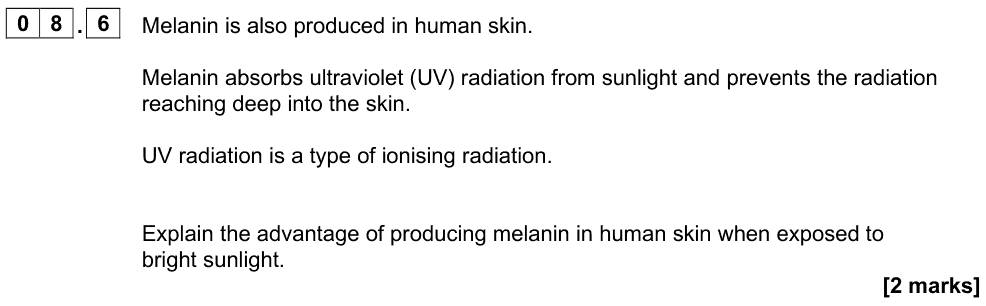 08.6 Melanin is also produced in human skin.
Melanin absorbs ultraviolet (UV) radiation from sunlight and prevents the radiation
reaching deep into the skin.
UV radiation is a type of ionising radiation.
Explain the advantage of producing melanin in human skin when exposed to
bright sunlight.
[2 marks]